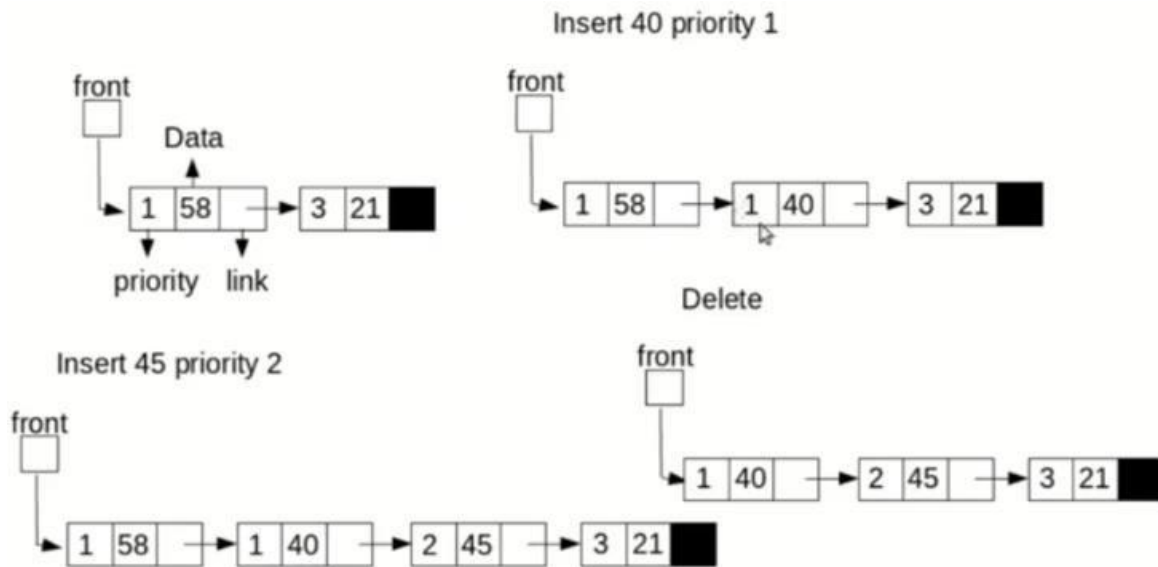 Insert 40 priority 1
front
Data
1 58
3 21
priority link
front
1 58
1 40
3 21
Insert 45 priority 2
front
1 58
1 40
2 45
3 21
Delete
front
1 40
2 45
3 21